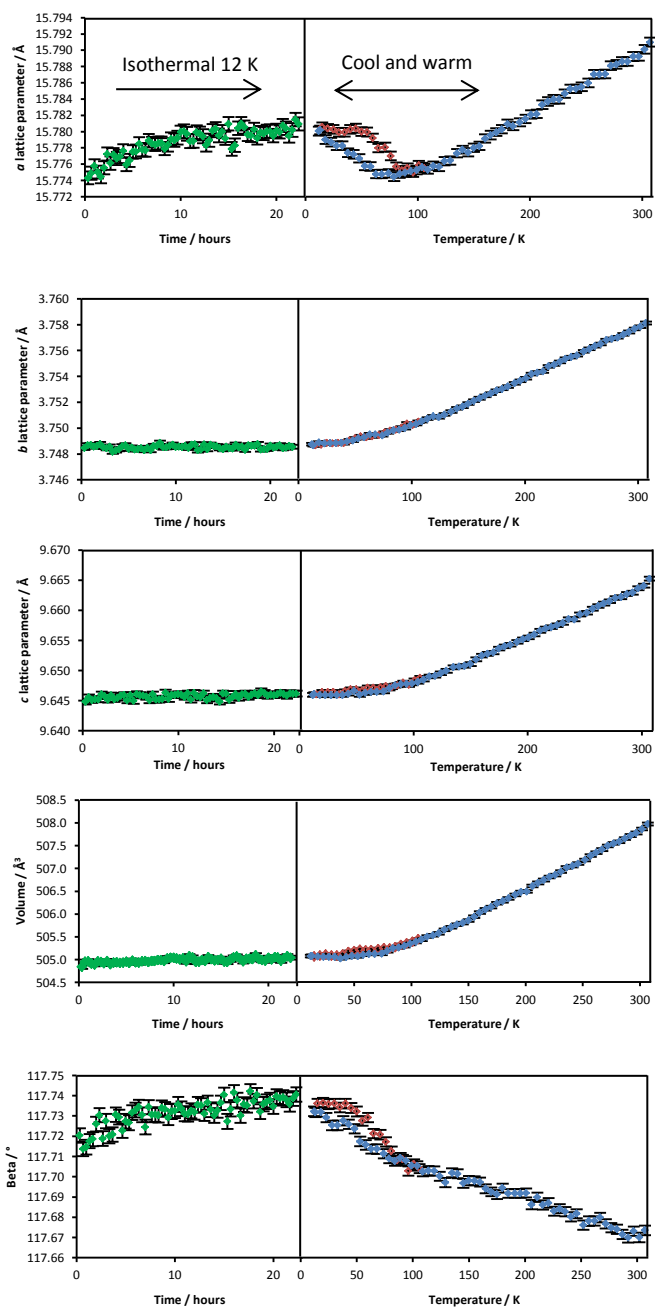 a lattice parameter / Å
15.794
15.792
15.790
15.788
15.786
15.784
15.782
15.780
15.778
15.776
15.774
15.772
Isothermal 12 K
Cool and warm
0 10 20
0 100 200 300
Time / hours
Temperature / K
b lattice parameter / Å
3.760
3.758
3.756
3.754
3.752
3.750
3.748
3.746
0 10 20
0 100 200 300
Time / hours
Temperature / K
c lattice parameter / Å
9.670
9.665
9.660
9.655
9.650
9.645
9.640
0 10 20
0 100 200 300
Time / hours
Temperature / K
Volume / Å³
508.5
508.0
507.5
507.0
506.5
506.0
505.5
505.0
504.5
0 10 20
0 50 100 150 200 250 300
Time / hours
Temperature / K
Beta / °
117.75
117.74
117.73
117.72
117.71
117.70
117.69
117.68
117.67
117.66
0 10 20
0 50 100 150 200 250 300
Time / hours
Temperature / K